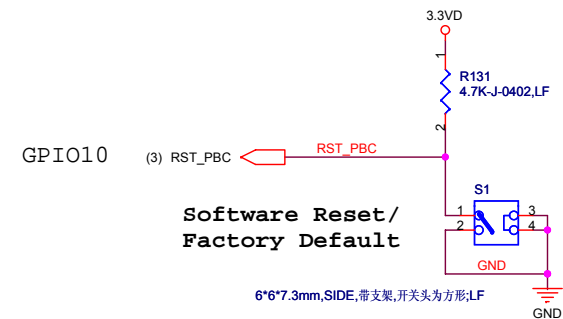 3.3VD
1
R131
4.7K-J-0402,LF
2
GPIO10 (3) RST_PBC RST_PBC
S1
Software Reset/
Factory Default
1 3
2 4
GND
6*6*7.3mm,SIDE,带支架,开关头为方形;LF
GND